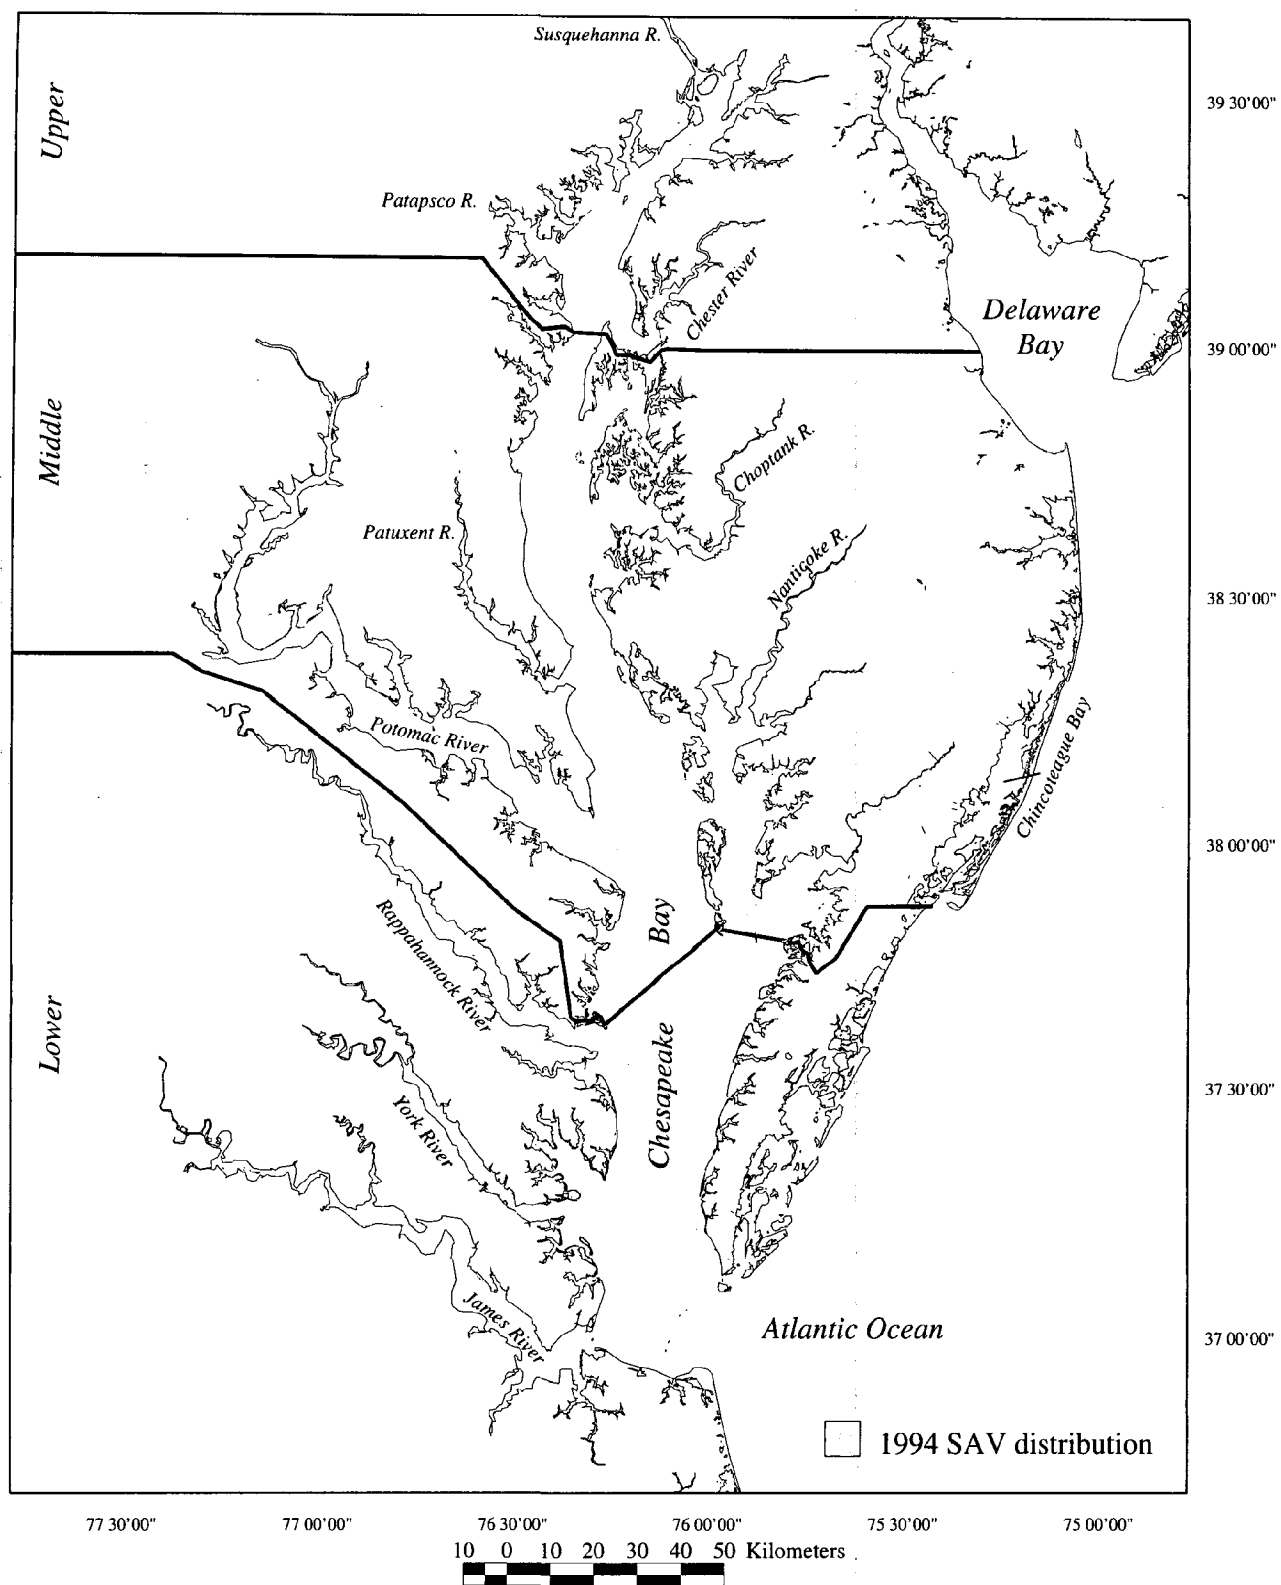 Susquehanna R.
39 30'00"
Upper
Patapsco R.
Chester River
Delaware
Bay
39 00'00"
Middle
Choptank R.
Patuxent R.
Nanticoke R.
38 30'00"
Potomac River
Chincoteague Bay
38 00'00"
Rappahannock River
Chesapeake Bay
Lower
37 30'00"
York River
James River
Atlantic Ocean
37 00'00"
1994 SAV distribution
77 30'00" 77 00'00" 76 30'00" 76 00'00" 75 30'00" 75 00'00"
10 0 10 20 30 40 50 Kilometers